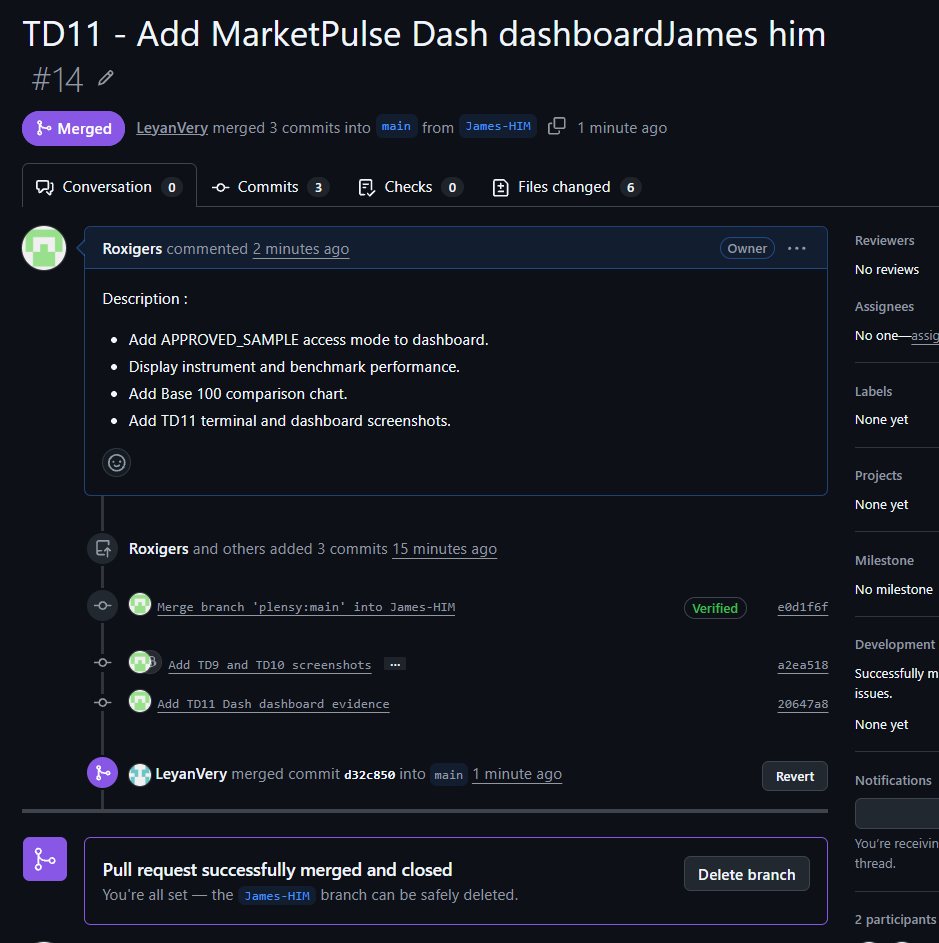 TD11 - Add MarketPulse Dash dashboardJames him
#14
Merged LeyanVery merged 3 commits into main from James-HIM 1 minute ago
Conversation 0 Commits 3 Checks 0 Files changed 6
Roxigers commented 2 minutes ago Owner
Description :
Add APPROVED_SAMPLE access mode to dashboard.
Display instrument and benchmark performance.
Add Base 100 comparison chart.
Add TD11 terminal and dashboard screenshots.
Roxigers and others added 3 commits 15 minutes ago
Merge branch 'plensy:main' into James-HIM Verified e0d1f6f
Add TD9 and TD10 screenshots ... a2ea518
Add TD11 Dash dashboard evidence 20647a8
LeyanVery merged commit d32c850 into main 1 minute ago Revert
Pull request successfully merged and closed
You're all set — the James-HIM branch can be safely deleted.
Delete branch
Reviewers
No reviews
Assignees
No one—assig
Labels
None yet
Projects
None yet
Milestone
No milestone
Development
Successfully m
issues.
None yet
Notifications
You're receivin
thread.
2 participants